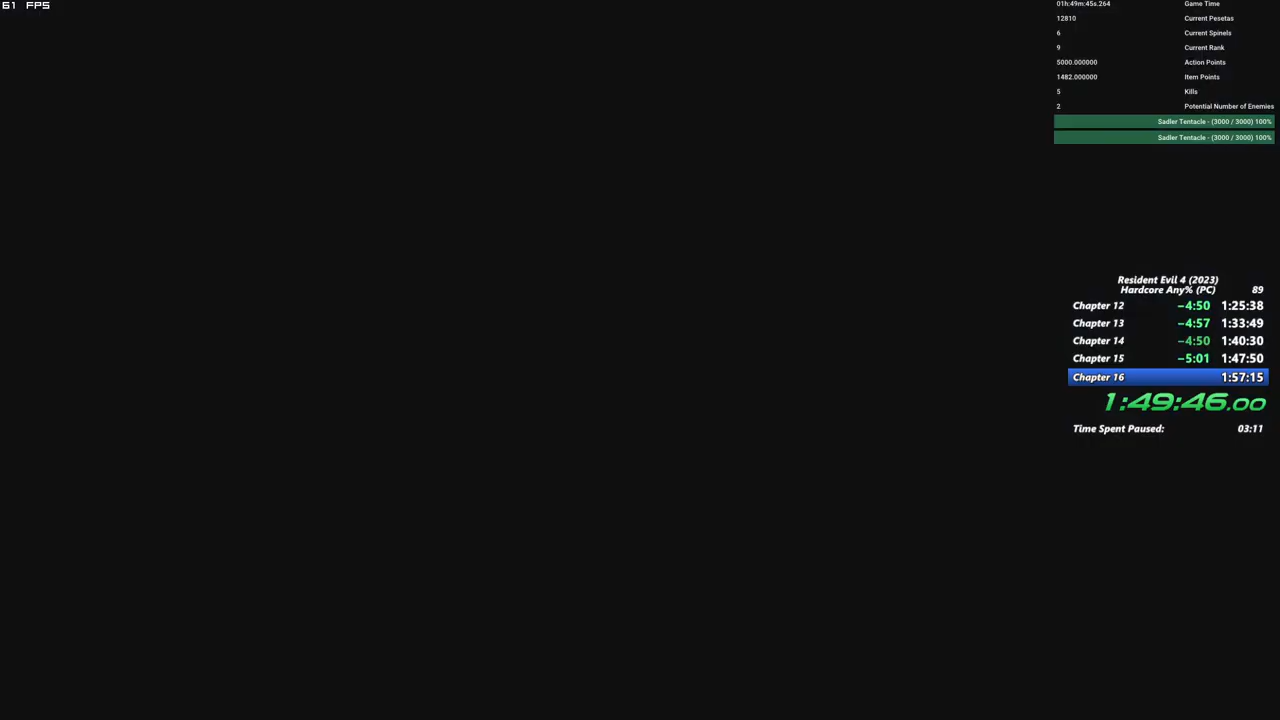 61 FPS
01h:49m:45s.264 Game Time
12810 Current Pesetas
6 Current Spinels
9 Current Rank
5000.000000 Action Points
1482.000000 Item Points
5 Kills
2 Potential Number of Enemies
Sadler Tentacle - (3000 / 3000) 100%
Sadler Tentacle - (3000 / 3000) 100%
Resident Evil 4 (2023)
Hardcore Any% (PC) 89
Chapter 12 −4:50 1:25:38
Chapter 13 −4:57 1:33:49
Chapter 14 −4:50 1:40:30
Chapter 15 −5:01 1:47:50
Chapter 16 1:57:15
1:49:46.00
Time Spent Paused: 03:11